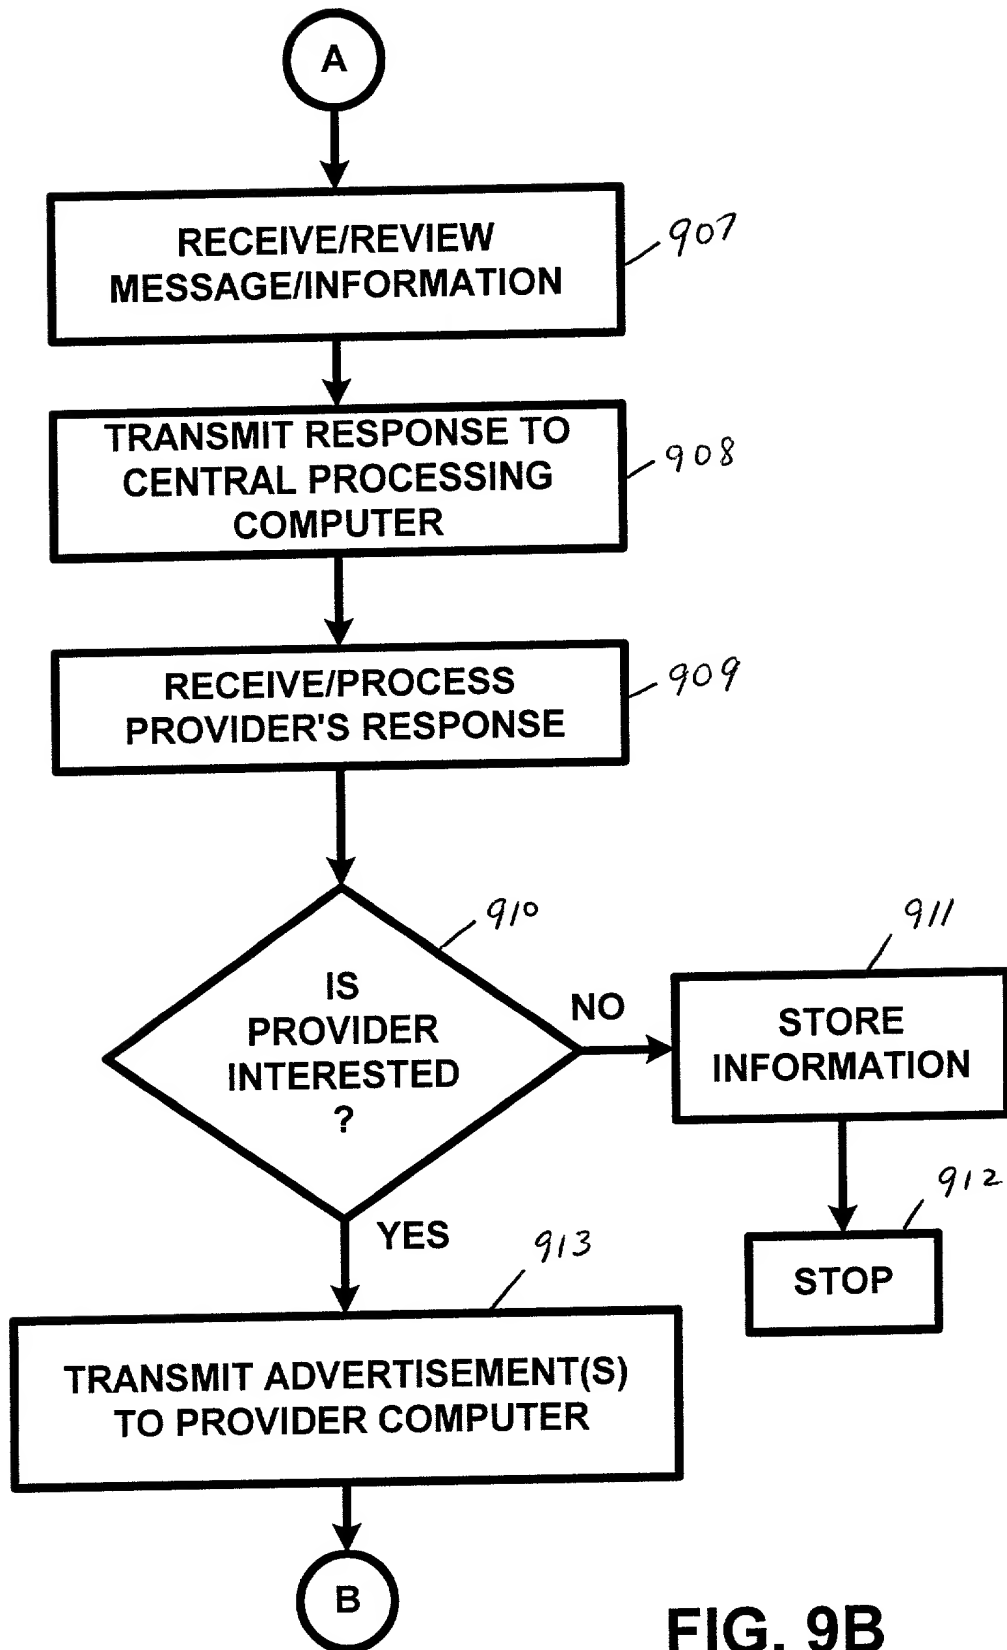 A
RECEIVE/REVIEW
MESSAGE/INFORMATION
907
TRANSMIT RESPONSE TO
CENTRAL PROCESSING
COMPUTER
908
RECEIVE/PROCESS
PROVIDER'S RESPONSE
909
IS
PROVIDER
INTERESTED
?
910
NO
STORE
INFORMATION
911
STOP
912
YES
TRANSMIT ADVERTISEMENT(S)
TO PROVIDER COMPUTER
913
B
FIG. 9B